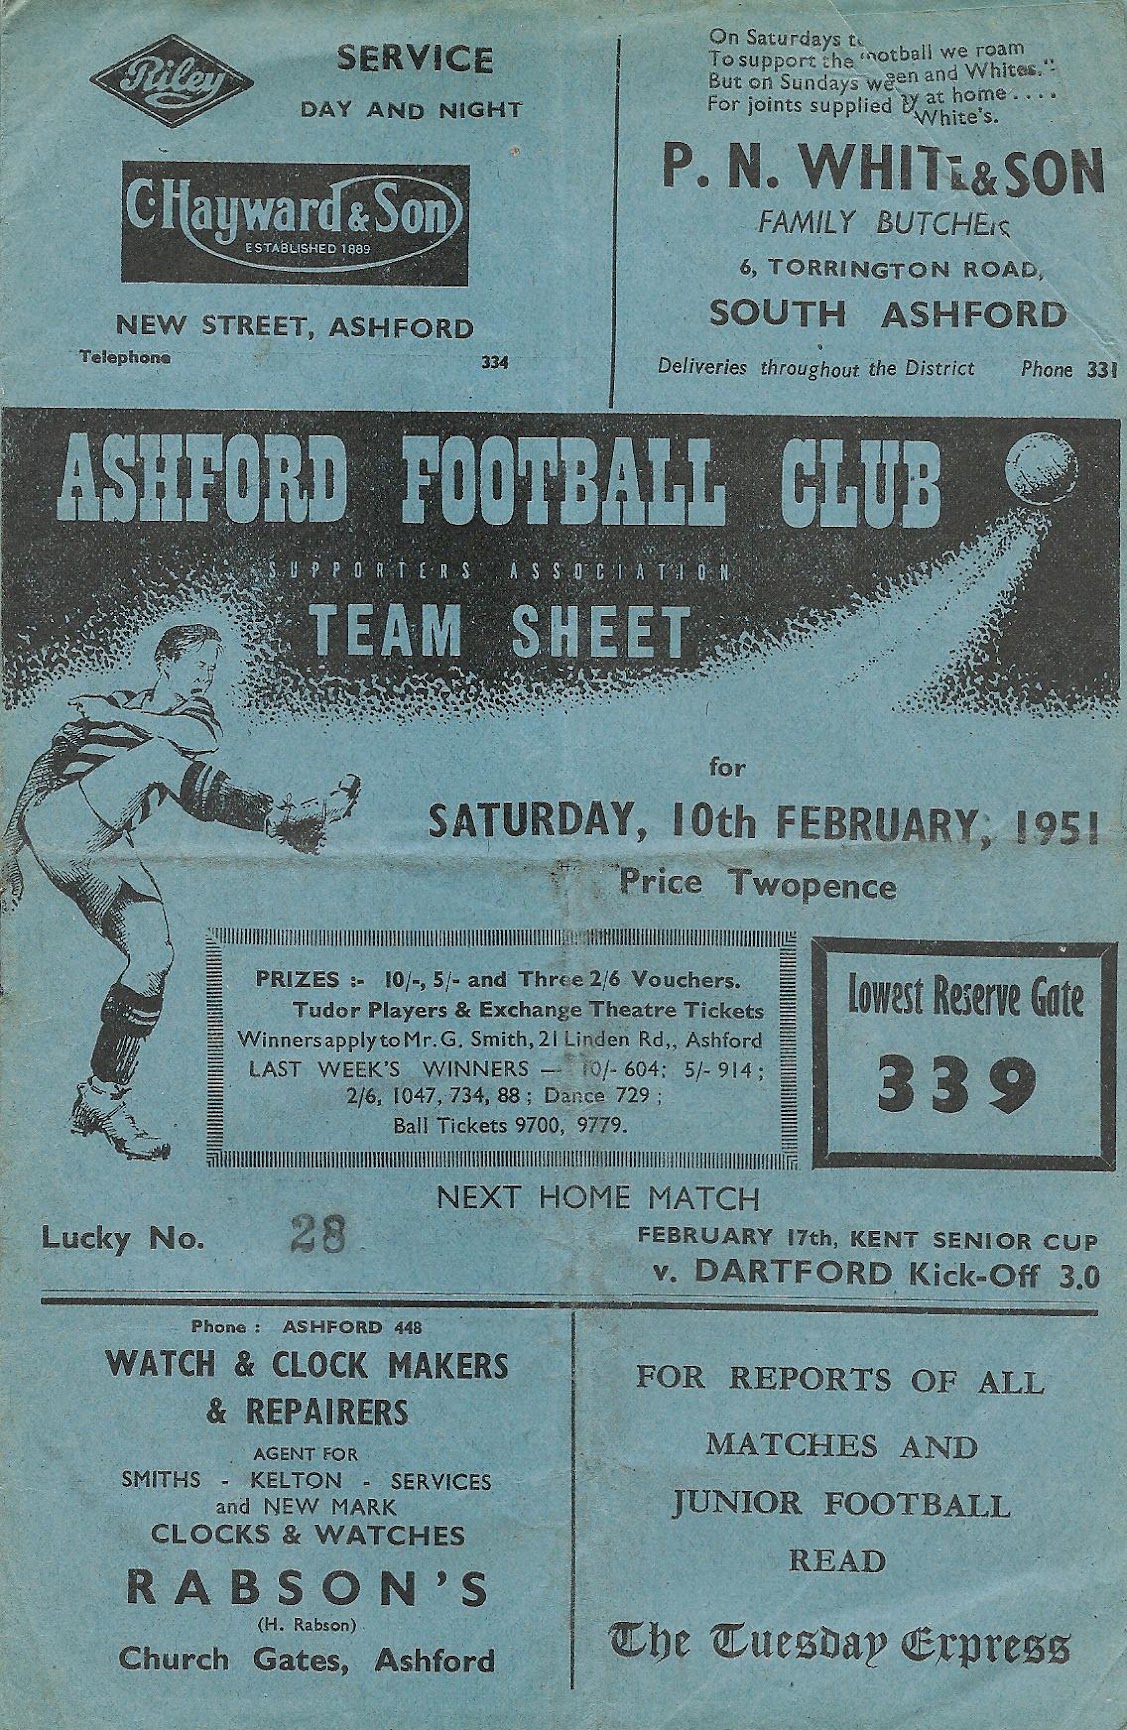 Riley
SERVICE
DAY AND NIGHT
C. Hayward & Son
ESTABLISHED 1889
NEW STREET, ASHFORD
Telephone 334
On Saturdays
To support the football we roam
But on Sundays een and Whites."
For joints supplied by at home ....
White's.
P. N. WHITE & SON
FAMILY BUTCHERS
6, TORRINGTON ROAD,
SOUTH ASHFORD
Deliveries throughout the District Phone 331
ASHFORD FOOTBALL CLUB
SUPPORTERS ASSOCIATION
TEAM SHEET
for
SATURDAY, 10th FEBRUARY, 1951
Price Twopence
PRIZES :- 10/-, 5/- and Three 2/6 Vouchers.
Tudor Players & Exchange Theatre Tickets
Winners apply to Mr. G. Smith, 21 Linden Rd,, Ashford
LAST WEEK'S WINNERS — 10/- 604; 5/- 914;
2/6, 1047, 734, 88; Dance 729;
Ball Tickets 9700, 9779.
Lowest Reserve Gate
339
NEXT HOME MATCH
Lucky No. 28
FEBRUARY 17th, KENT SENIOR CUP
v. DARTFORD Kick-Off 3.0
Phone : ASHFORD 448
WATCH & CLOCK MAKERS
& REPAIRERS
AGENT FOR
SMITHS - KELTON - SERVICES
and NEW MARK
CLOCKS & WATCHES
RABSON'S
(H. Rabson)
Church Gates, Ashford
FOR REPORTS OF ALL
MATCHES AND
JUNIOR FOOTBALL
READ
The Tuesday Express